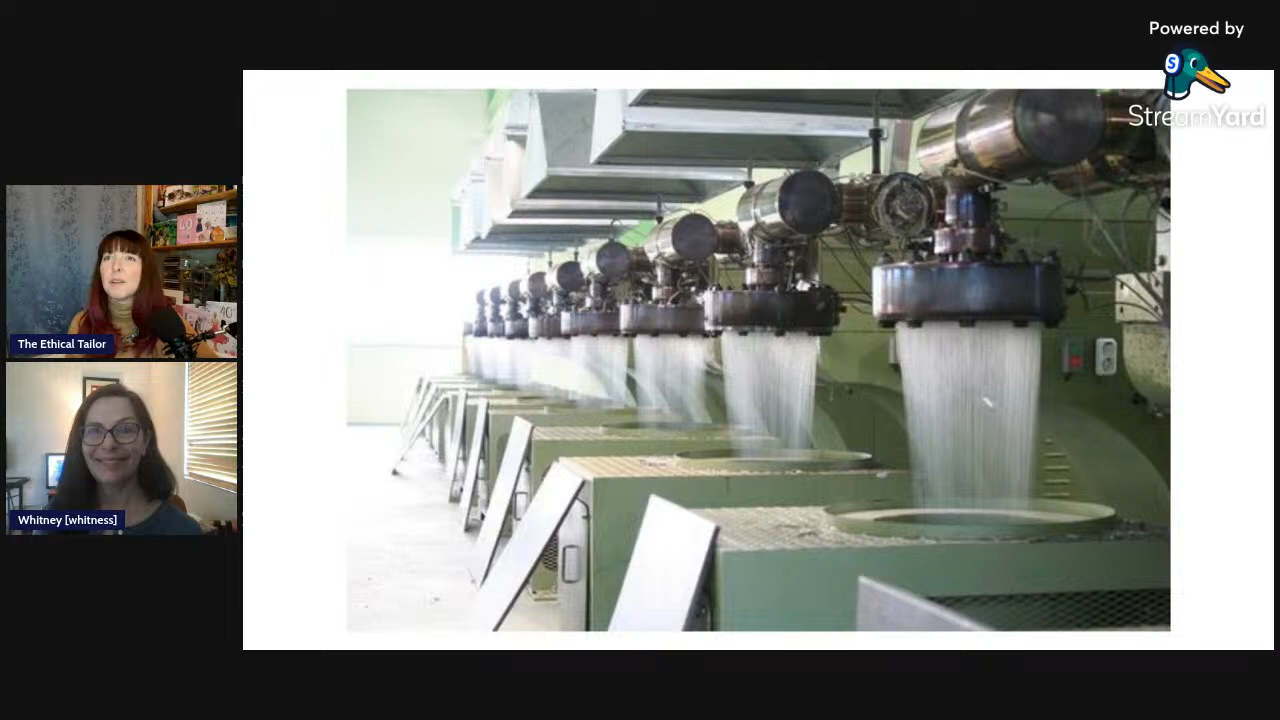 Powered by
S
StreamYard
The Ethical Tailor
Whitney [whitness]